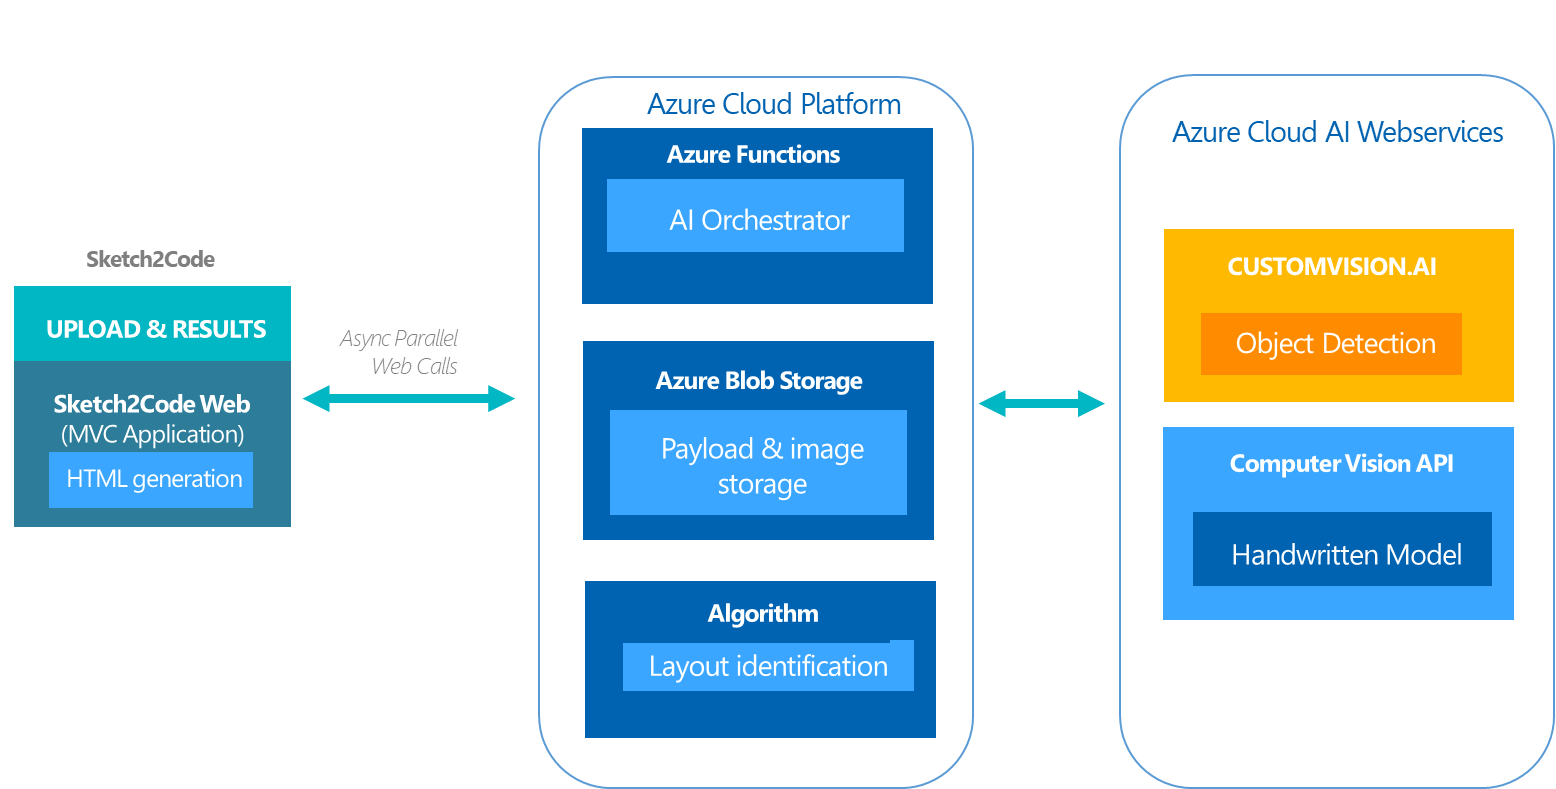 Sketch2Code
UPLOAD & RESULTS
Sketch2Code Web
(MVC Application)
HTML generation
Async Parallel
Web Calls
Azure Cloud Platform
Azure Functions
AI Orchestrator
Azure Blob Storage
Payload & image
storage
Algorithm
Layout identification
Azure Cloud AI Webservices
CUSTOMVISION.AI
Object Detection
Computer Vision API
Handwritten Model